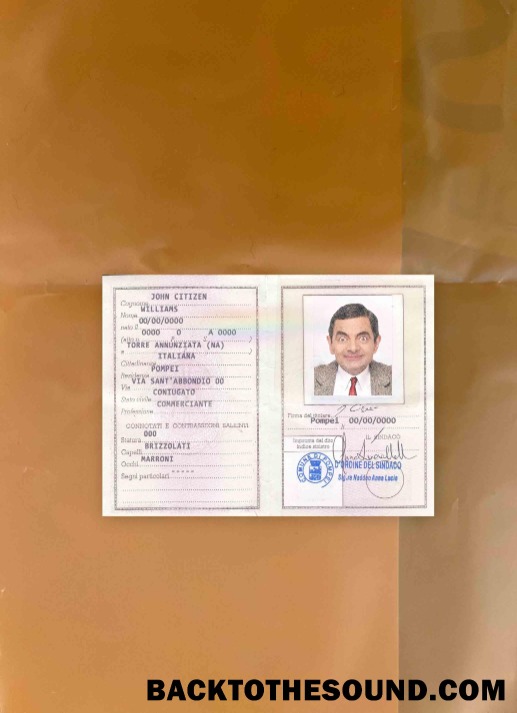 JOHN CITIZEN
Cognome
WILLIAMS
Nome
00/00/0000
nato il
0000 0 A 0000
(atto n. P. S. )
TORRE ANNUNZIATA (NA)
a
ITALIANA
Cittadinanza
POMPEI
Residenza
VIA SANT'ABBONDIO 00
Via
CONIUGATO
Stato civile
COMMERCIANTE
Professione
CONNOTATI E CONTRASSEGNI SALIENTI
000
Statura
BRIZZOLATI
Capelli
MARRONI
Occhi
-----
Segni particolari
Firma del titolare
Pompei 00/00/0000
IL SINDACO
Impronta del dito
indice sinistro
D'ORDINE DEL SINDACO
COMUNE DI POMPEI
BACKTOTHESOUND.COM